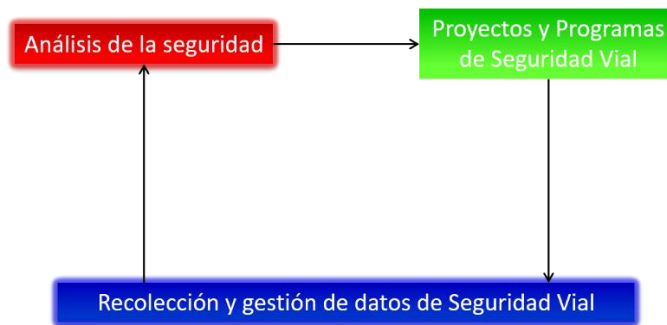 Análisis de la seguridad
Proyectos y Programas
de Seguridad Vial
Recolección y gestión de datos de Seguridad Vial